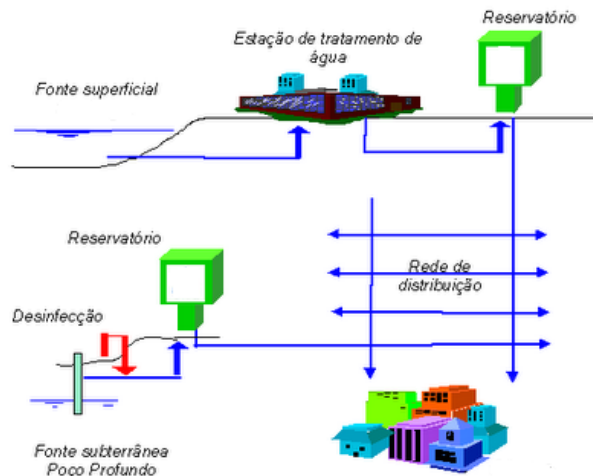 Reservatório
Estação de tratamento de
água
Fonte superficial
Reservatório
Rede de
distribuição
Desinfecção
Fonte subterrânea
Poço Profundo